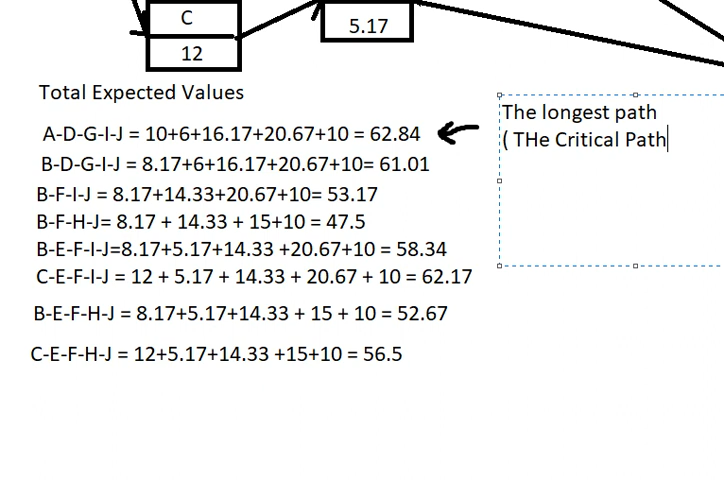 C
12
5.17
Total Expected Values
The longest path
( THe Critical Path
A-D-G-I-J = 10+6+16.17+20.67+10 = 62.84
B-D-G-I-J = 8.17+6+16.17+20.67+10= 61.01
B-F-I-J = 8.17+14.33+20.67+10= 53.17
B-F-H-J= 8.17 + 14.33 + 15+10 = 47.5
B-E-F-I-J=8.17+5.17+14.33 +20.67+10 = 58.34
C-E-F-I-J= 12 + 5.17 + 14.33 + 20.67 + 10 = 62.17
B-E-F-H-J = 8.17+5.17+14.33 + 15 + 10 = 52.67
C-E-F-H-J = 12+5.17+14.33 +15+10 = 56.5